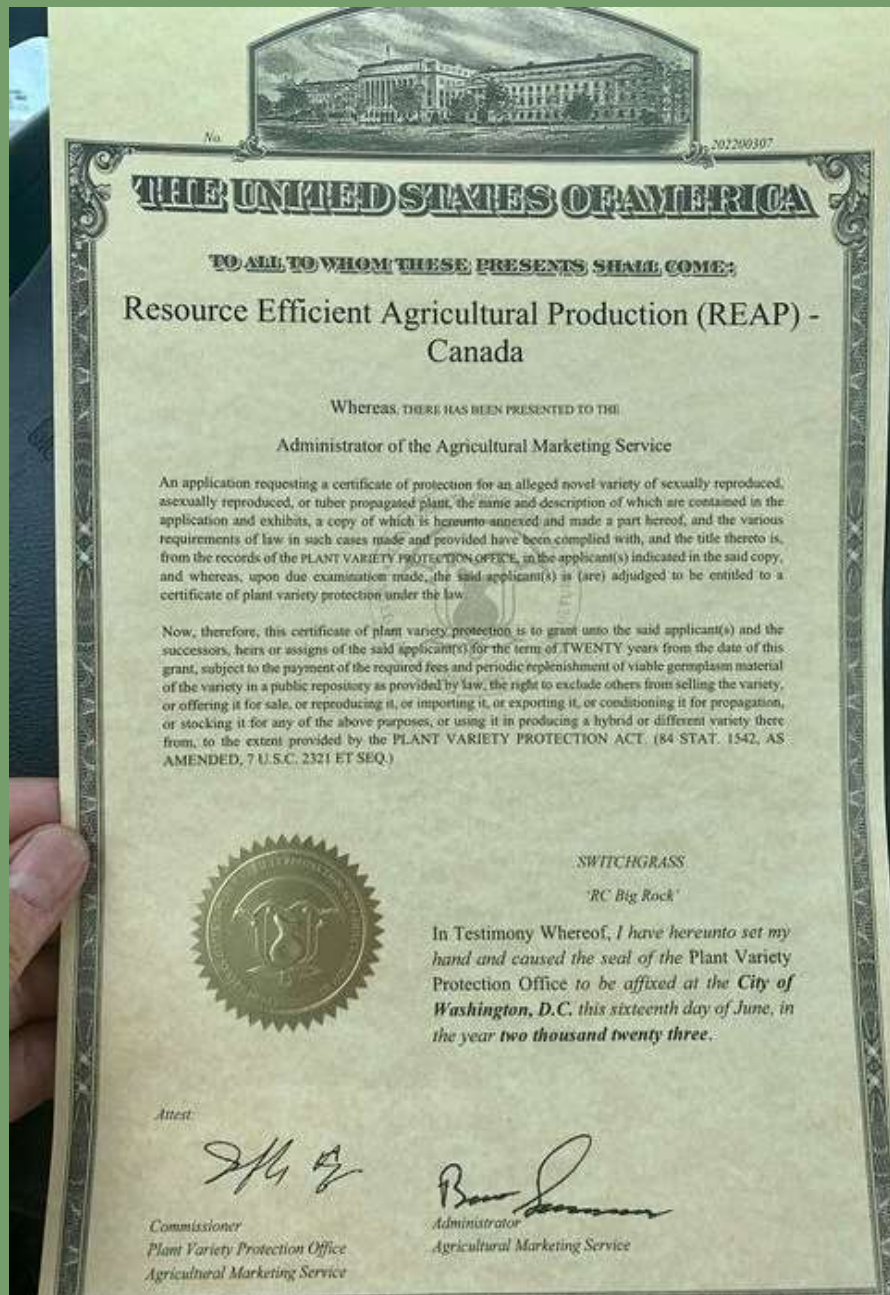 No.
202200307
THE UNITED STATES OF AMERICA
TO ALL TO WHOM THESE PRESENTS SHALL COME:
Resource Efficient Agricultural Production (REAP) -
Canada
Whereas, THERE HAS BEEN PRESENTED TO THE
Administrator of the Agricultural Marketing Service
An application requesting a certificate of protection for an alleged novel variety of sexually reproduced,
asexually reproduced, or tuber propagated plant, the name and description of which are contained in the
application and exhibits, a copy of which is hereunto annexed and made a part hereof, and the various
requirements of law in such cases made and provided have been complied with, and the title thereto is,
from the records of the PLANT VARIETY PROTECTION OFFICE, in the applicant(s) indicated in the said copy,
and whereas, upon due examination made, the said applicant(s) is (are) adjudged to be entitled to a
certificate of plant variety protection under the law.
Now, therefore, this certificate of plant variety protection is to grant unto the said applicant(s) and the
successors, heirs or assigns of the said applicant(s) for the term of TWENTY years from the date of this
grant, subject to the payment of the required fees and periodic replenishment of viable germplasm material
of the variety in a public repository as provided by law, the right to exclude others from selling the variety,
or offering it for sale, or reproducing it, or importing it, or exporting it, or conditioning it for propagation,
or stocking it for any of the above purposes, or using it in producing a hybrid or different variety there
from, to the extent provided by the PLANT VARIETY PROTECTION ACT. (84 STAT. 1542, AS
AMENDED, 7 U.S.C. 2321 ET SEQ.)
SWITCHGRASS
'RC Big Rock'
In Testimony Whereof, I have hereunto set my
hand and caused the seal of the Plant Variety
Protection Office to be affixed at the City of
Washington, D.C. this sixteenth day of June, in
the year two thousand twenty three.
Attest:
Commissioner
Plant Variety Protection Office
Agricultural Marketing Service
Administrator
Agricultural Marketing Service